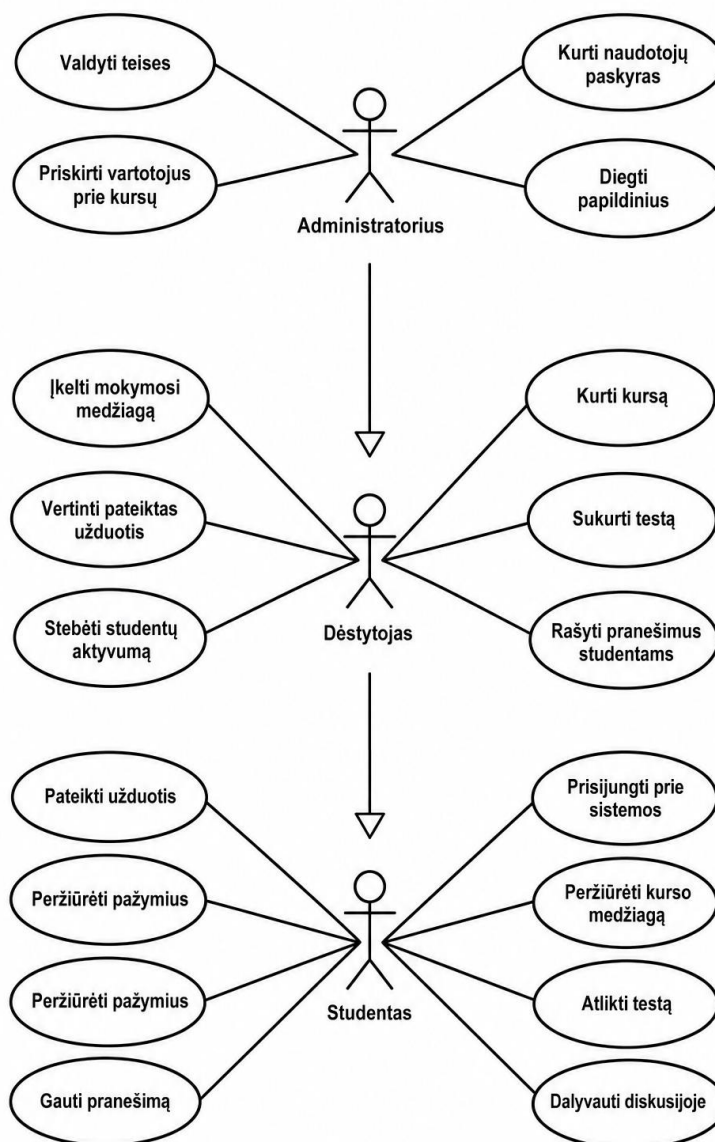 Valdyti teises
Kurti naudotojų
paskyras
Priskirti vartotojus
prie kursų
Diegti
papildinius
Administratorius
Įkelti mokymosi
medžiagą
Kurti kursą
Vertinti pateiktas
užduotis
Sukurti testą
Stebėti studentų
aktyvumą
Rašyti pranešimus
studentams
Dėstytojas
Pateikti užduotis
Prisijungti prie
sistemos
Peržiūrėti pažymius
Peržiūrėti kurso
medžiagą
Peržiūrėti pažymius
Atlikti testą
Studentas
Gauti pranešimą
Dalyvauti diskusijoje